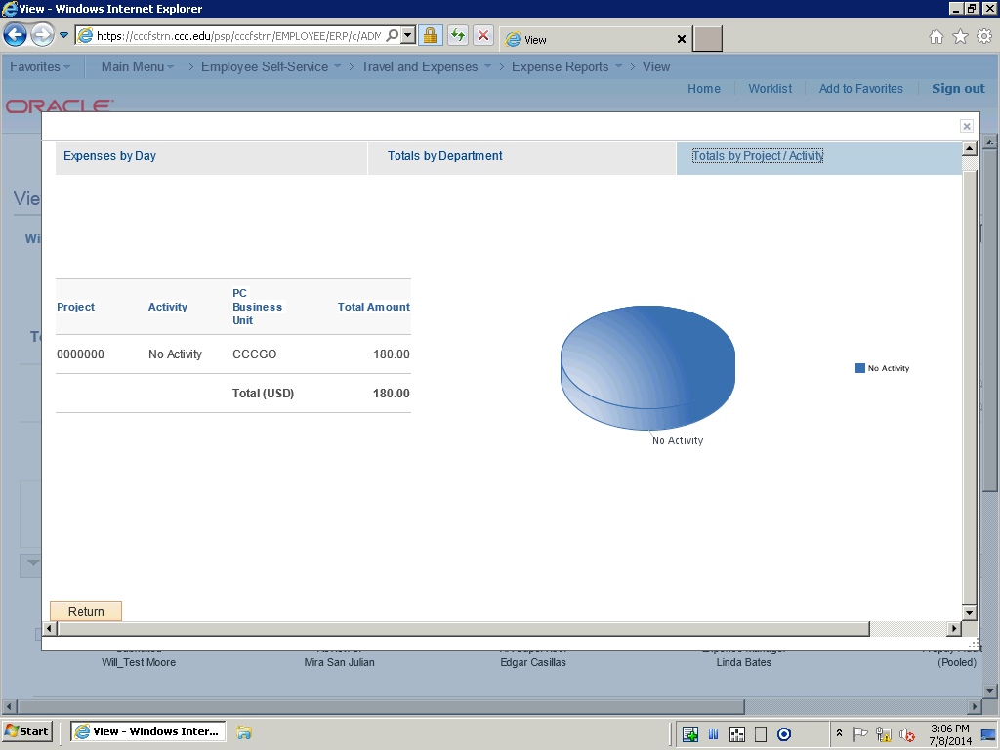 View - Windows Internet Explorer
https://cccfstrn.ccc.edu/psp/cccfstrn/EMPLOYEE/ERP/c/ADM
View
Favorites Main Menu > Employee Self-Service > Travel and Expenses > Expense Reports > View
Home Worklist Add to Favorites Sign out
ORACLE
Expenses by Day Totals by Department Totals by Project / Activity
Project Activity PC Business Unit Total Amount
0000000 No Activity CCCGO 180.00
Total (USD) 180.00
No Activity
No Activity
Return
Will_Test Moore Mira San Julian Edgar Casillas Linda Bates (Pooled)
Start View - Windows Inter... 3:06 PM
7/8/2014